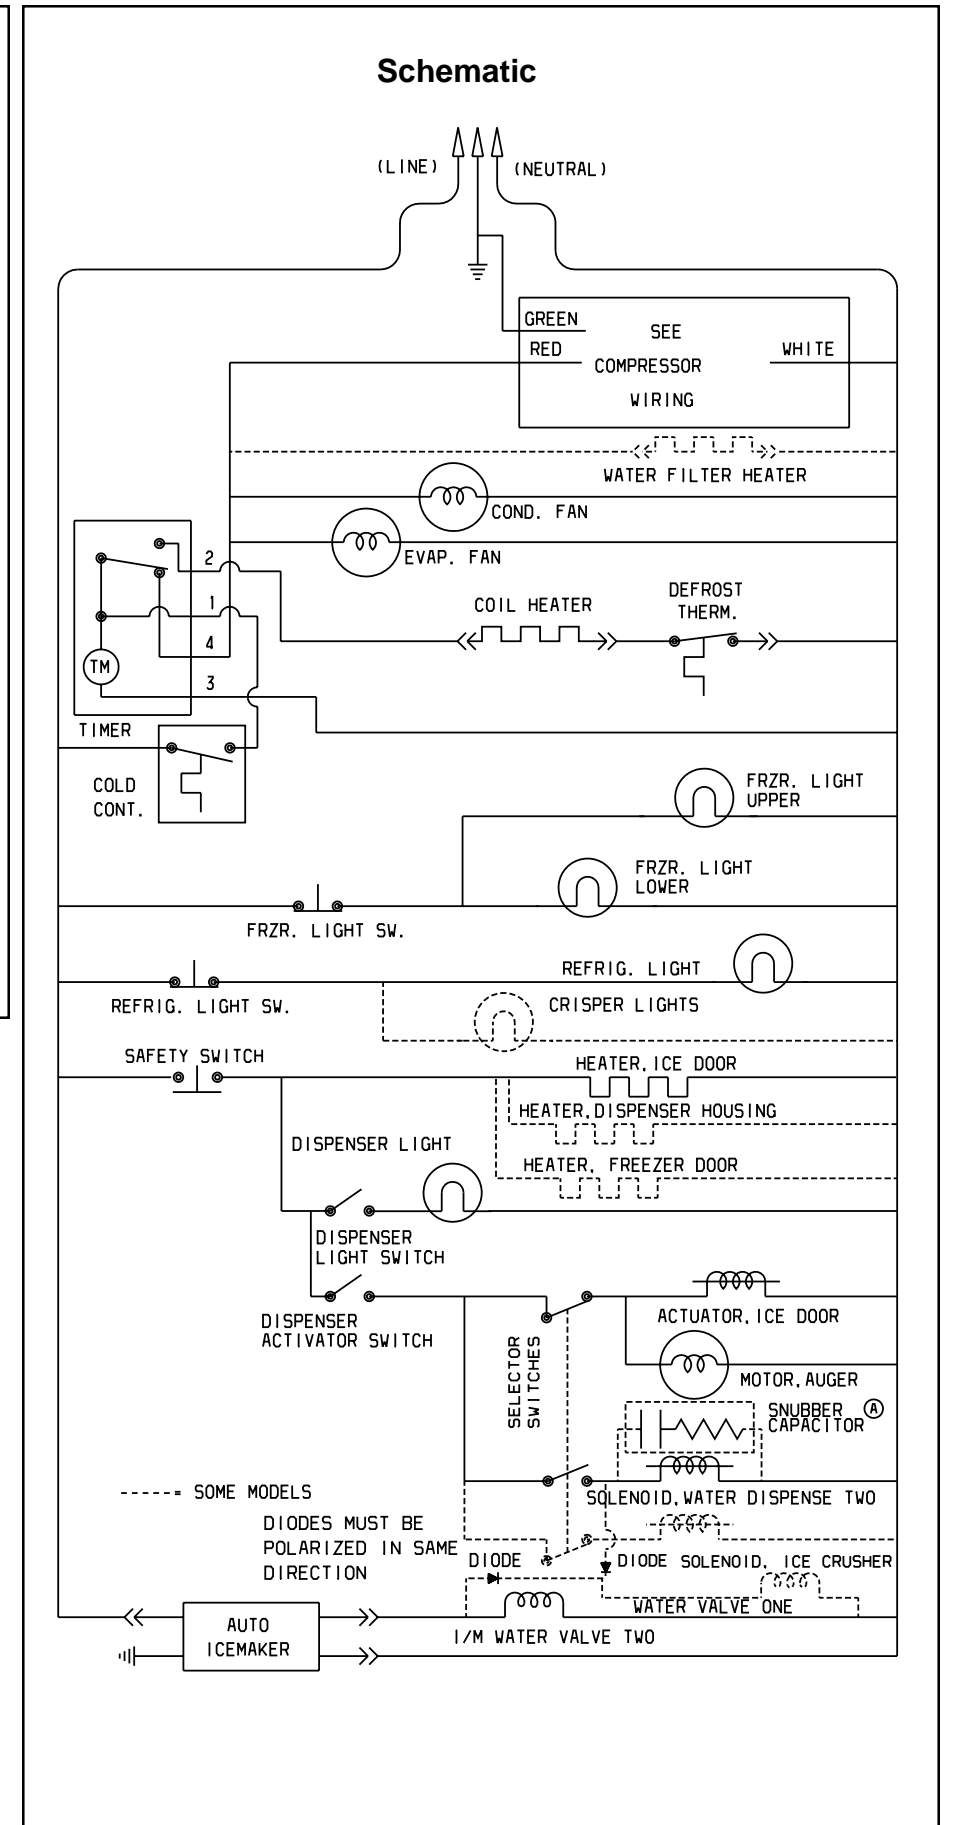 Schematic
(LINE)
(NEUTRAL)
GREEN
SEE
RED
WHITE
COMPRESSOR
WIRING
WATER FILTER HEATER
COND. FAN
EVAP. FAN
2
1
4
3
TM
TIMER
COIL HEATER
DEFROST
THERM.
COLD
CONT.
FRZR. LIGHT
UPPER
FRZR. LIGHT
LOWER
FRZR. LIGHT SW.
REFRIG. LIGHT
REFRIG. LIGHT SW.
CRISPER LIGHTS
SAFETY SWITCH
HEATER, ICE DOOR
HEATER, DISPENSER HOUSING
DISPENSER LIGHT
HEATER, FREEZER DOOR
DISPENSER
LIGHT SWITCH
DISPENSER
ACTIVATOR SWITCH
SELECTOR
SWITCHES
ACTUATOR, ICE DOOR
MOTOR, AUGER
SNUBBER A
CAPACITOR
-----= SOME MODELS
SOLENOID, WATER DISPENSE TWO
DIODES MUST BE
POLARIZED IN SAME
DIRECTION
DIODE
DIODE
SOLENOID, ICE CRUSHER
WATER VALVE ONE
AUTO
ICEMAKER
I/M WATER VALVE TWO